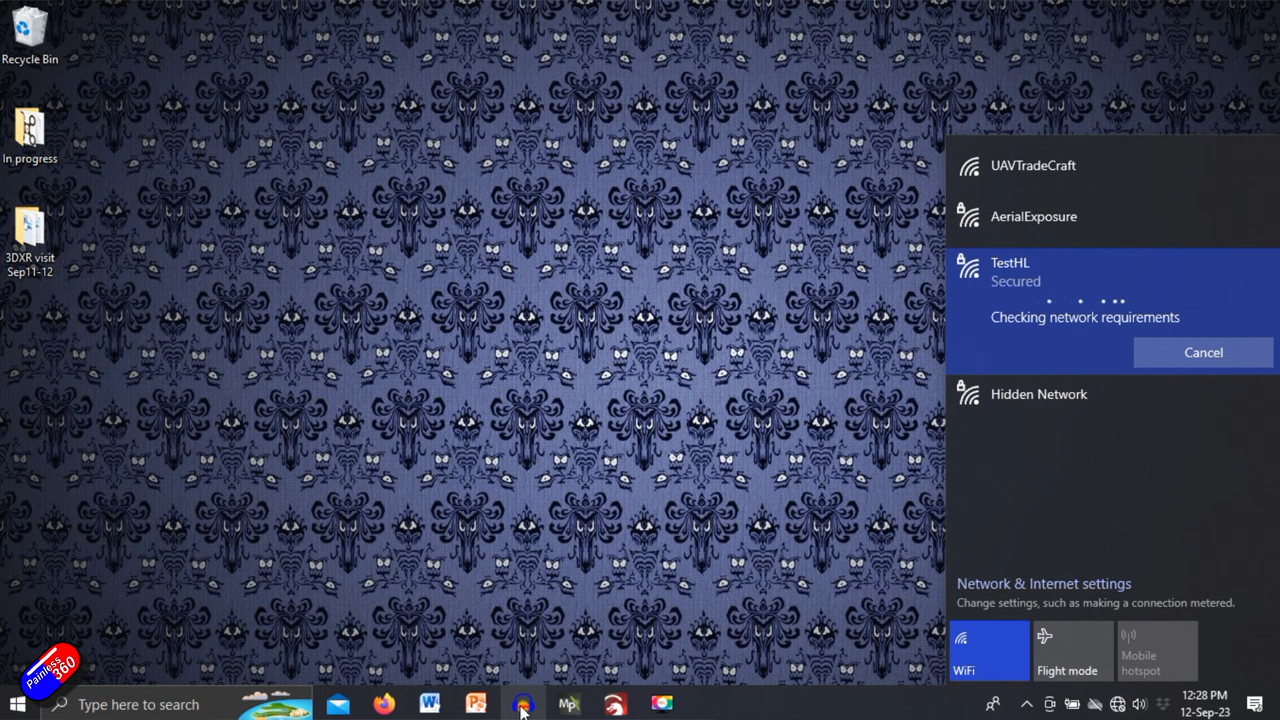 Recycle Bin
In progress
3DXR visit
Sep11-12
UAVTradeCraft
AerialExposure
TestHL
Secured
Checking network requirements
Cancel
Hidden Network
Network & Internet settings
Change settings, such as making a connection metered.
WiFi
Flight mode
Mobile
hotspot
Painless
360
Type here to search
W
P
Mp
12:28 PM
12-Sep-23